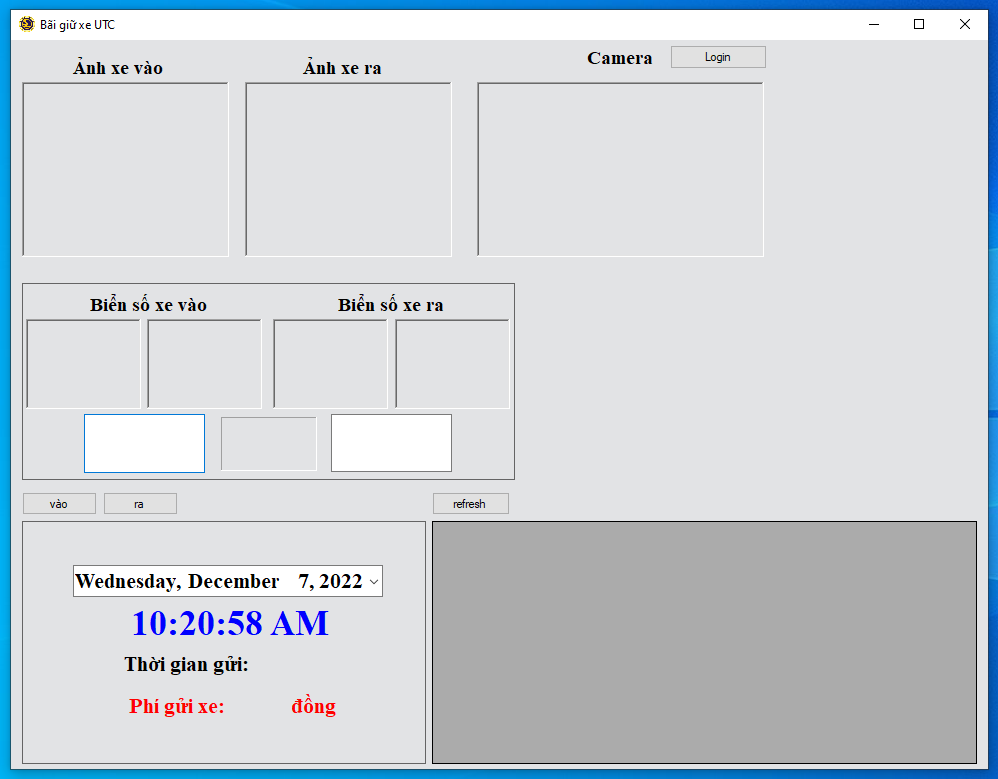 Bãi giữ xe UTC
Ảnh xe vào
Ảnh xe ra
Camera
Login
Biển số xe vào
Biển số xe ra
vào
ra
refresh
Wednesday, December 7, 2022
10:20:58 AM
Thời gian gửi:
Phí gửi xe: đồng